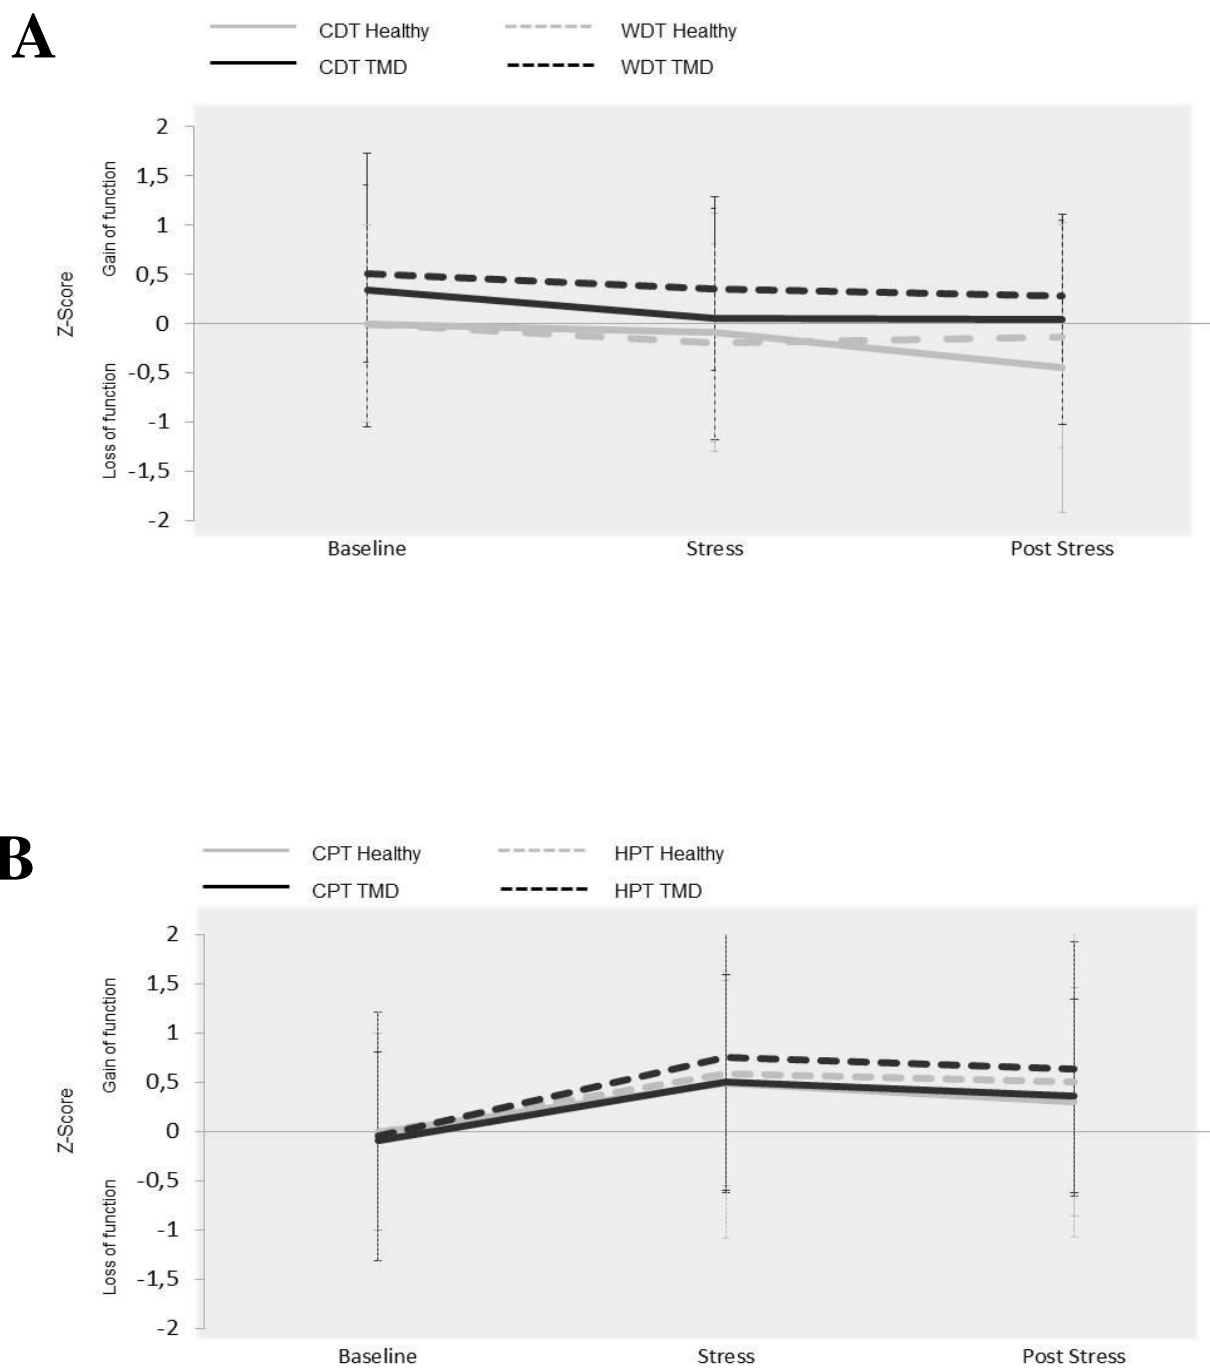 A
CDT Healthy WDT Healthy
CDT TMD WDT TMD
Z-Score
Gain of function
Loss of function
2
1,5
1
0,5
0
-0,5
-1
-1,5
-2
Baseline Stress Post Stress
B
CPT Healthy HPT Healthy
CPT TMD HPT TMD
Z-Score
Gain of function
Loss of function
2
1,5
1
0,5
0
-0,5
-1
-1,5
-2
Baseline Stress Post Stress